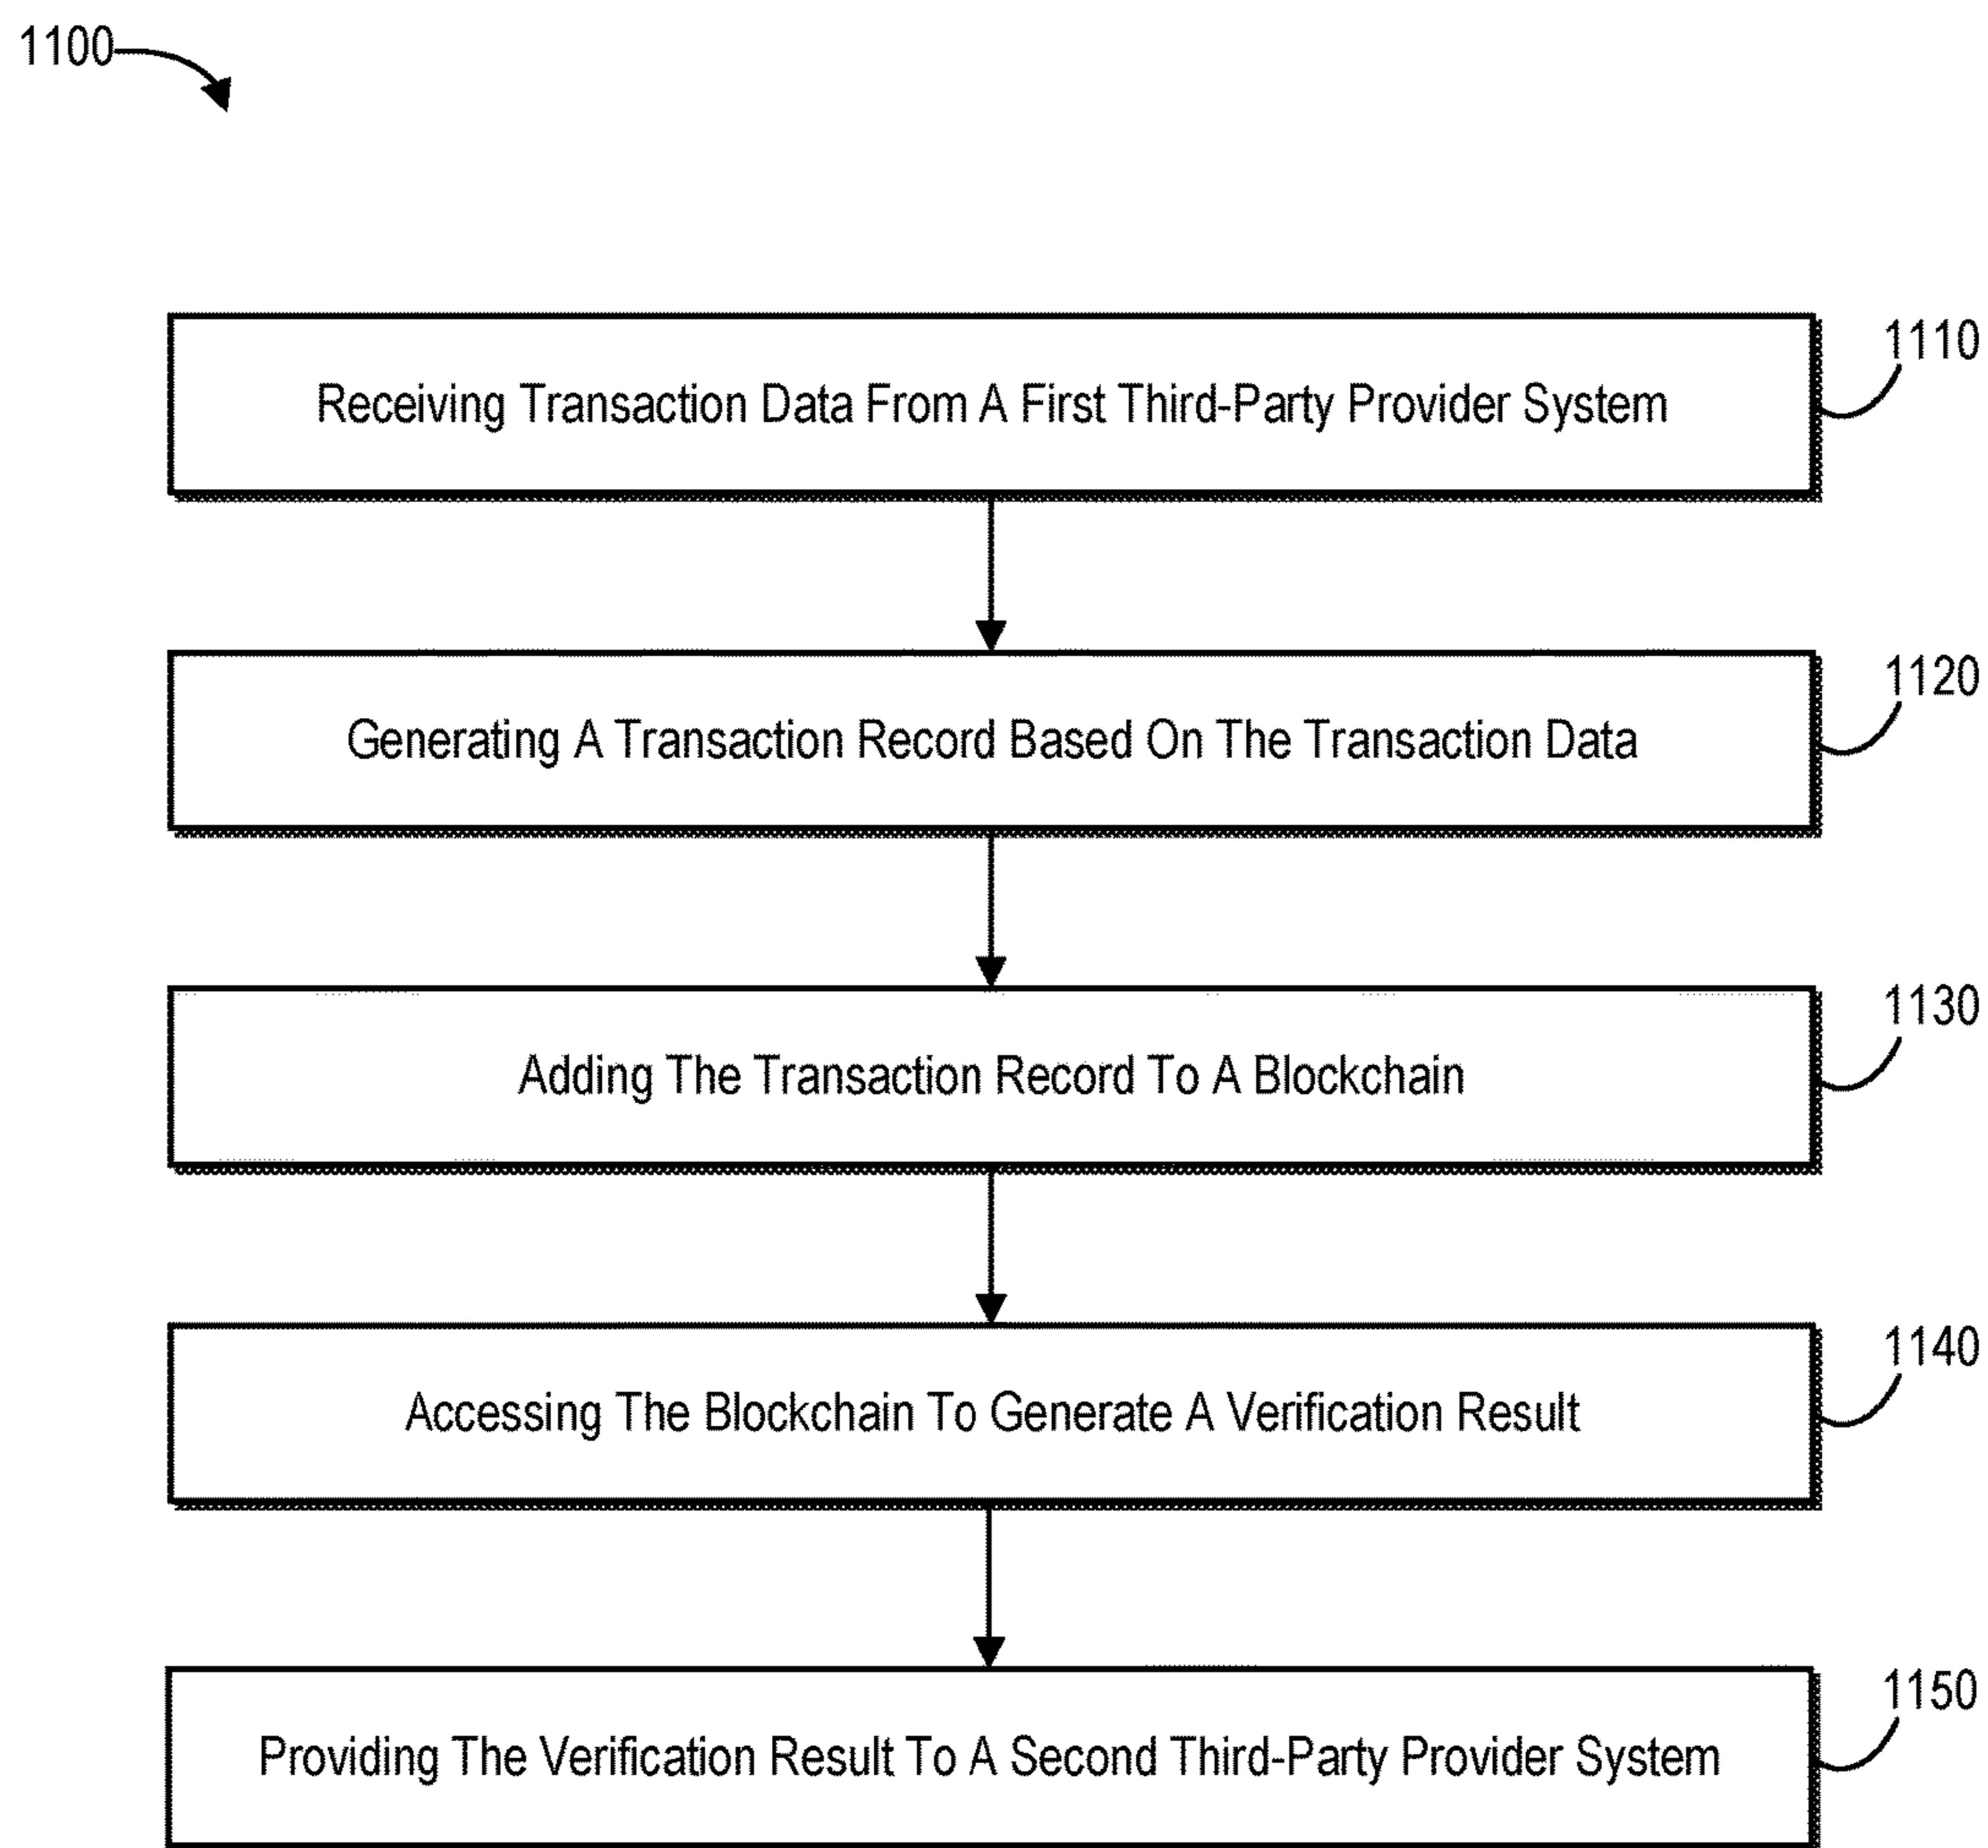 1100
Receiving Transaction Data From A First Third-Party Provider System
1110
Generating A Transaction Record Based On The Transaction Data
1120
Adding The Transaction Record To A Blockchain
1130
Accessing The Blockchain To Generate A Verification Result
1140
Providing The Verification Result To A Second Third-Party Provider System
1150